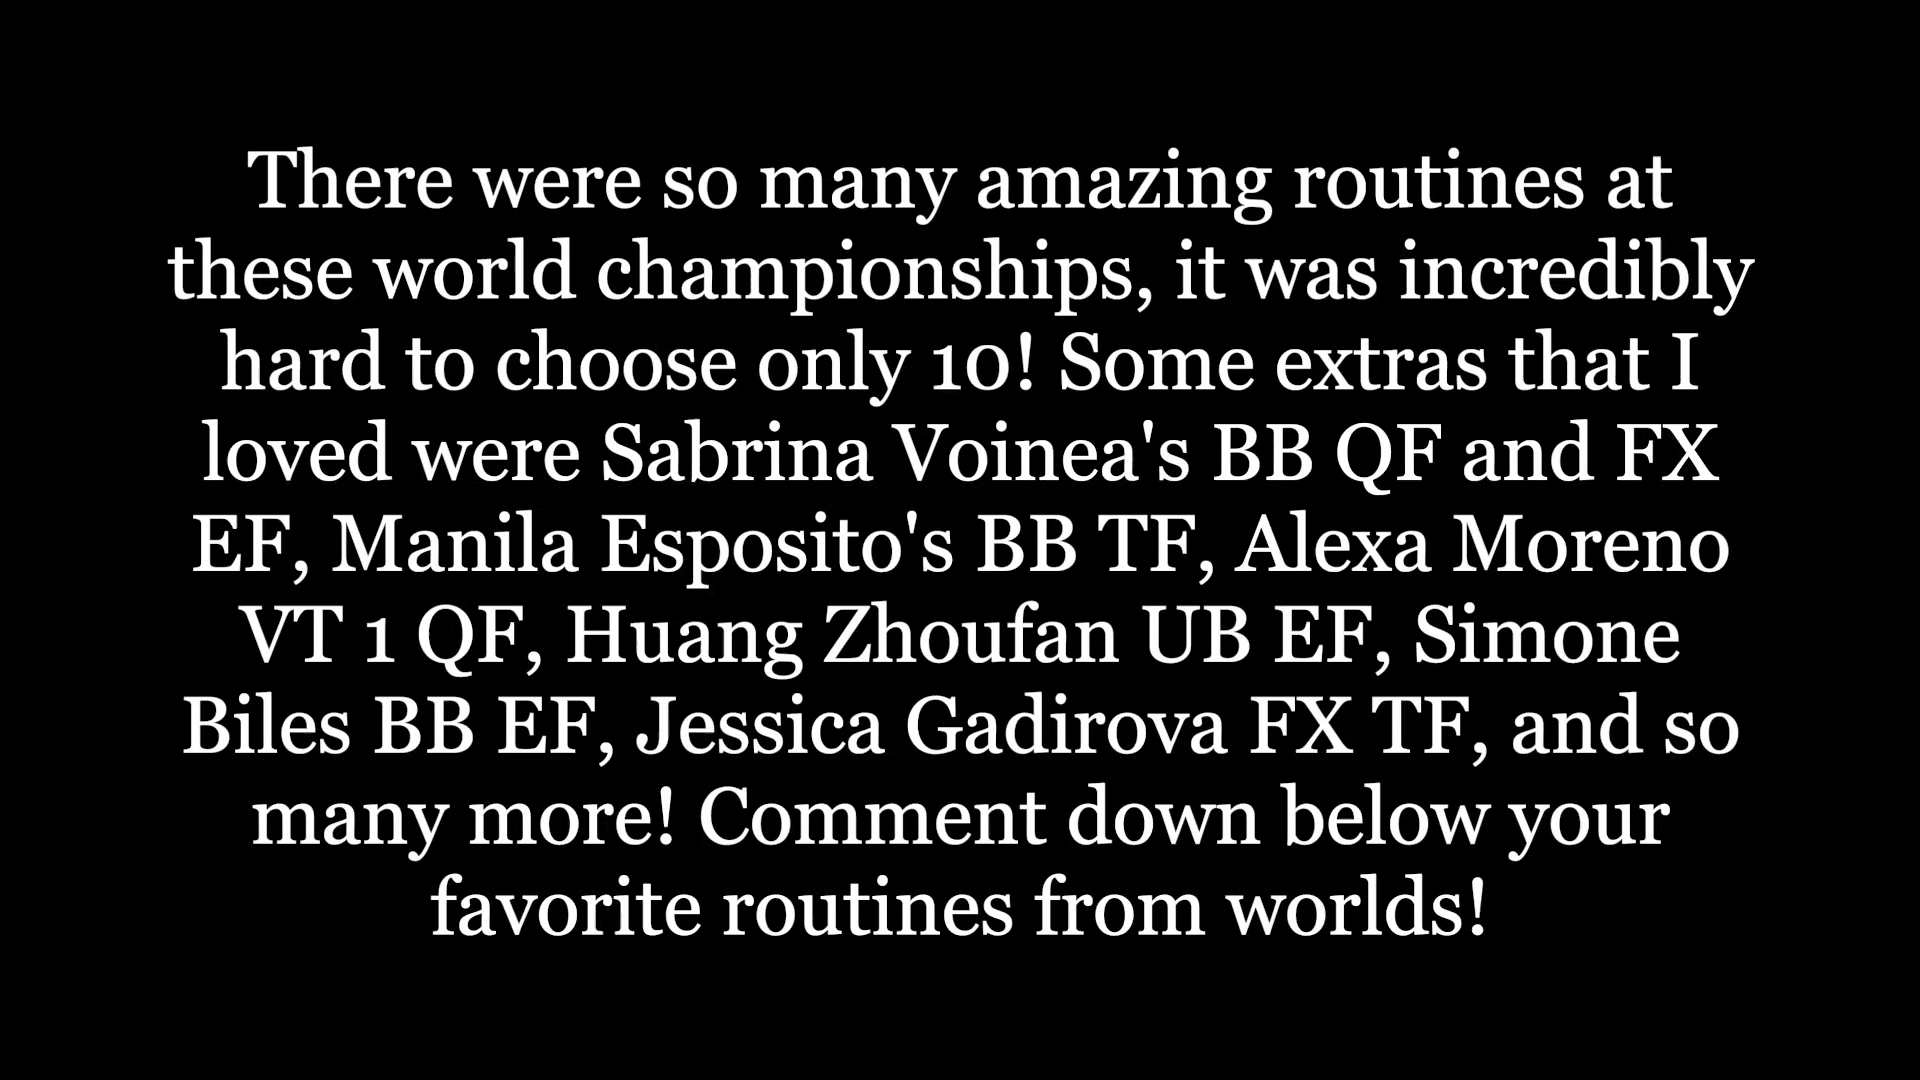 There were so many amazing routines at
these world championships, it was incredibly
hard to choose only 10! Some extras that I
loved were Sabrina Voinea's BB QF and FX
EF, Manila Esposito's BB TF, Alexa Moreno
VT 1 QF, Huang Zhoufan UB EF, Simone
Biles BB EF, Jessica Gadirova FX TF, and so
many more! Comment down below your
favorite routines from worlds!